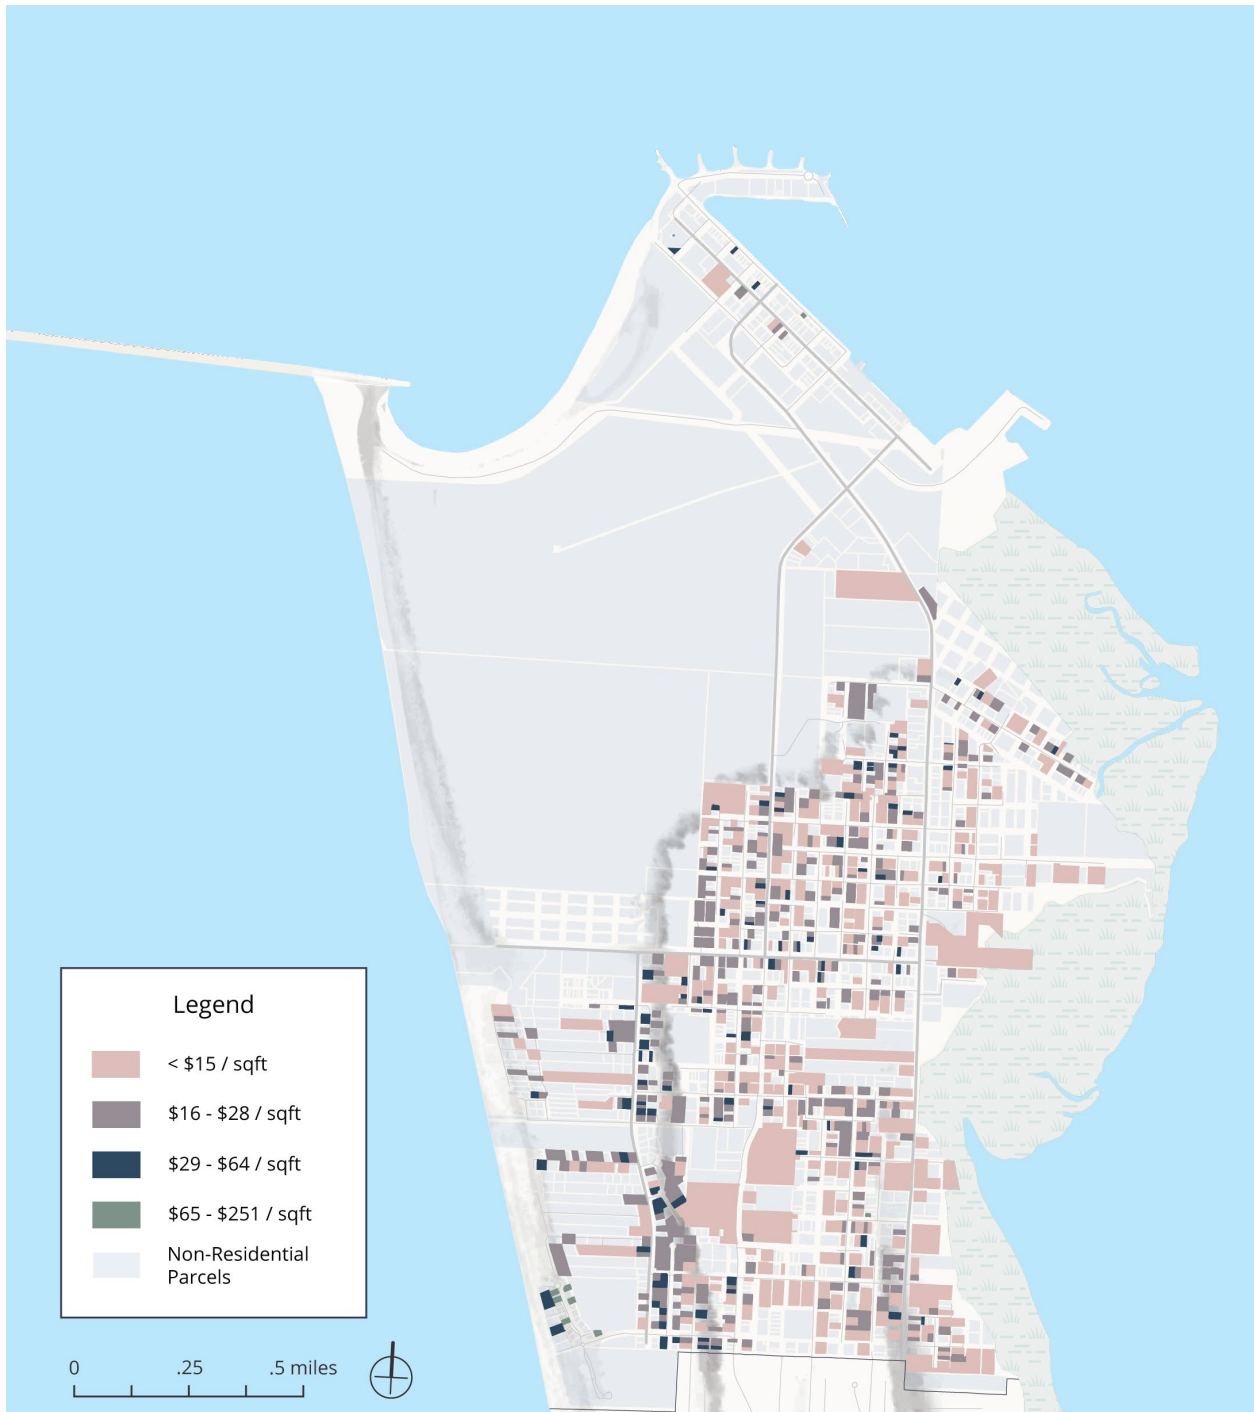 Legend
< $15 / sqft
$16 - $28 / sqft
$29 - $64 / sqft
$65 - $251 / sqft
Non-Residential
Parcels
0 .25 .5 miles